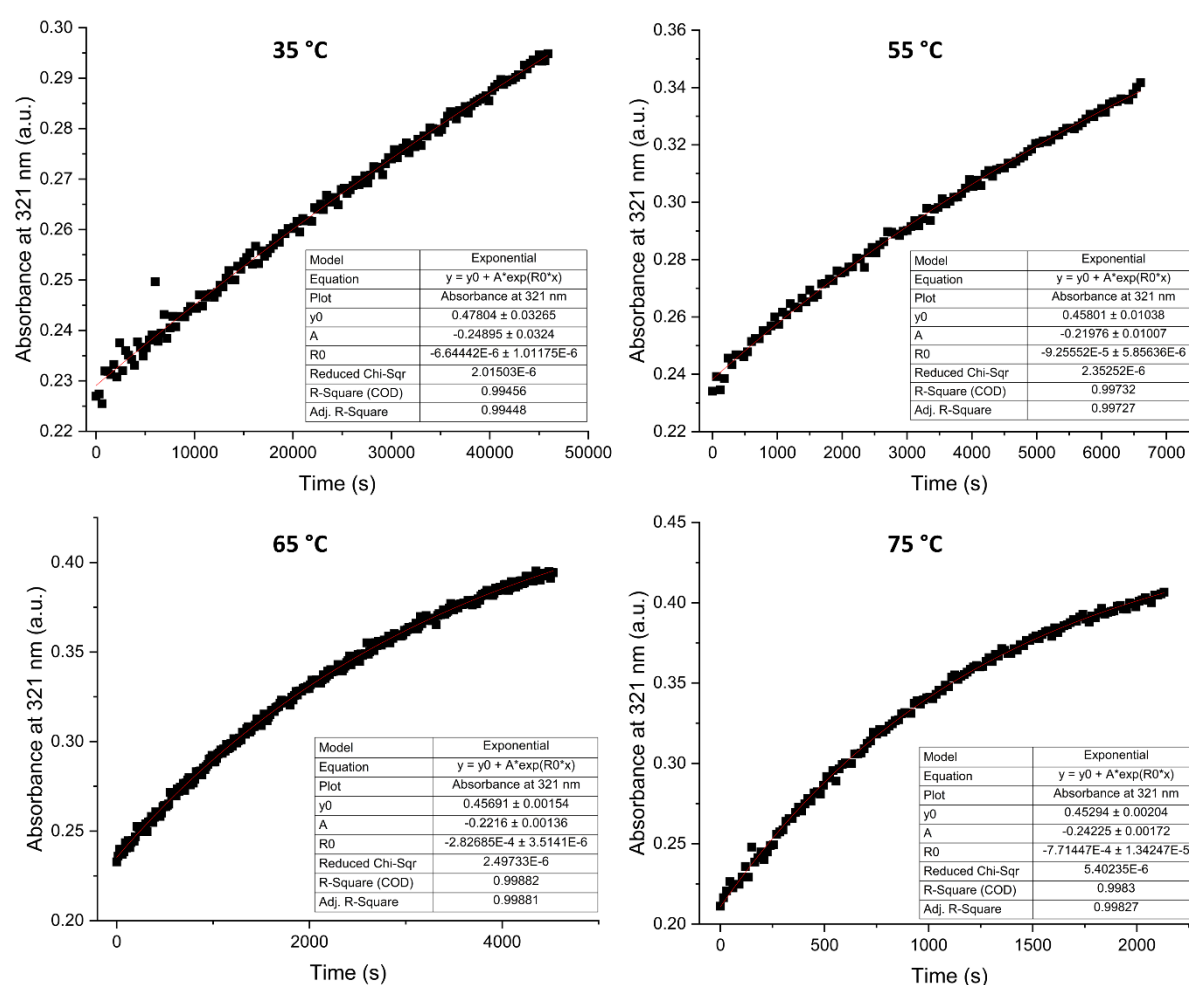 35 °C
Absorbance at 321 nm (a.u.)
0.30
0.29
0.28
0.27
0.26
0.25
0.24
0.23
0.22
0 10000 20000 30000 40000 50000
Time (s)
Model Exponential
Equation y = y0 + A*exp(R0*x)
Plot Absorbance at 321 nm
y0 0.47804 ± 0.03265
A -0.24895 ± 0.0324
R0 -6.64442E-6 ± 1.01175E-6
Reduced Chi-Sqr 2.01503E-6
R-Square (COD) 0.99456
Adj. R-Square 0.99448
55 °C
Absorbance at 321 nm (a.u.)
0.36
0.34
0.32
0.30
0.28
0.26
0.24
0.22
0 1000 2000 3000 4000 5000 6000 7000
Time (s)
Model Exponential
Equation y = y0 + A*exp(R0*x)
Plot Absorbance at 321 nm
y0 0.45801 ± 0.01038
A -0.21976 ± 0.01007
R0 -9.25552E-5 ± 5.85636E-6
Reduced Chi-Sqr 2.35252E-6
R-Square (COD) 0.99732
Adj. R-Square 0.99727
65 °C
Absorbance at 321 nm (a.u.)
0.40
0.35
0.30
0.25
0.20
0 2000 4000
Time (s)
Model Exponential
Equation y = y0 + A*exp(R0*x)
Plot Absorbance at 321 nm
y0 0.45691 ± 0.00154
A -0.2216 ± 0.00136
R0 -2.82685E-4 ± 3.5141E-6
Reduced Chi-Sqr 2.49733E-6
R-Square (COD) 0.99882
Adj. R-Square 0.99881
75 °C
Absorbance at 321 nm (a.u.)
0.45
0.40
0.35
0.30
0.25
0.20
0 500 1000 1500 2000
Time (s)
Model Exponential
Equation y = y0 + A*exp(R0*x)
Plot Absorbance at 321 nm
y0 0.45294 ± 0.00204
A -0.24225 ± 0.00172
R0 -7.71447E-4 ± 1.34247E-5
Reduced Chi-Sqr 5.40235E-6
R-Square (COD) 0.9983
Adj. R-Square 0.99827